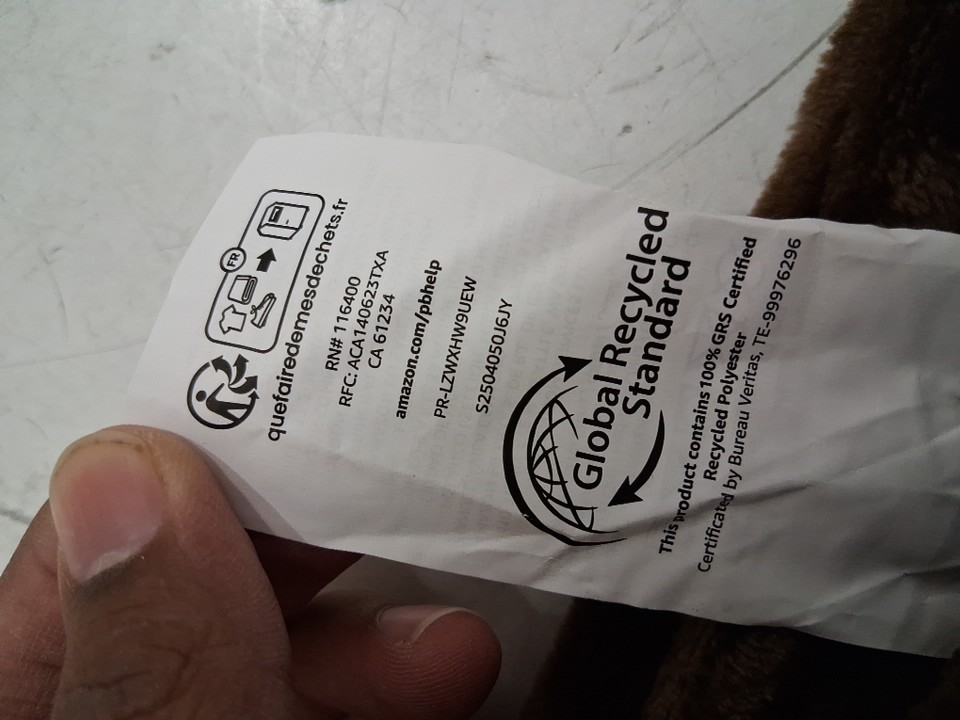 FR
quefairedemesdechets.fr
RN# 116400
RFC: ACA140623TXA
CA 61234
amazon.com/pbhelp
PR-LZWXHW9UEW
S2504050J6JY
Global Recycled
Standard
This product contains 100% GRS Certified
Recycled Polyester
Certificated by Bureau Veritas, TE-99976296